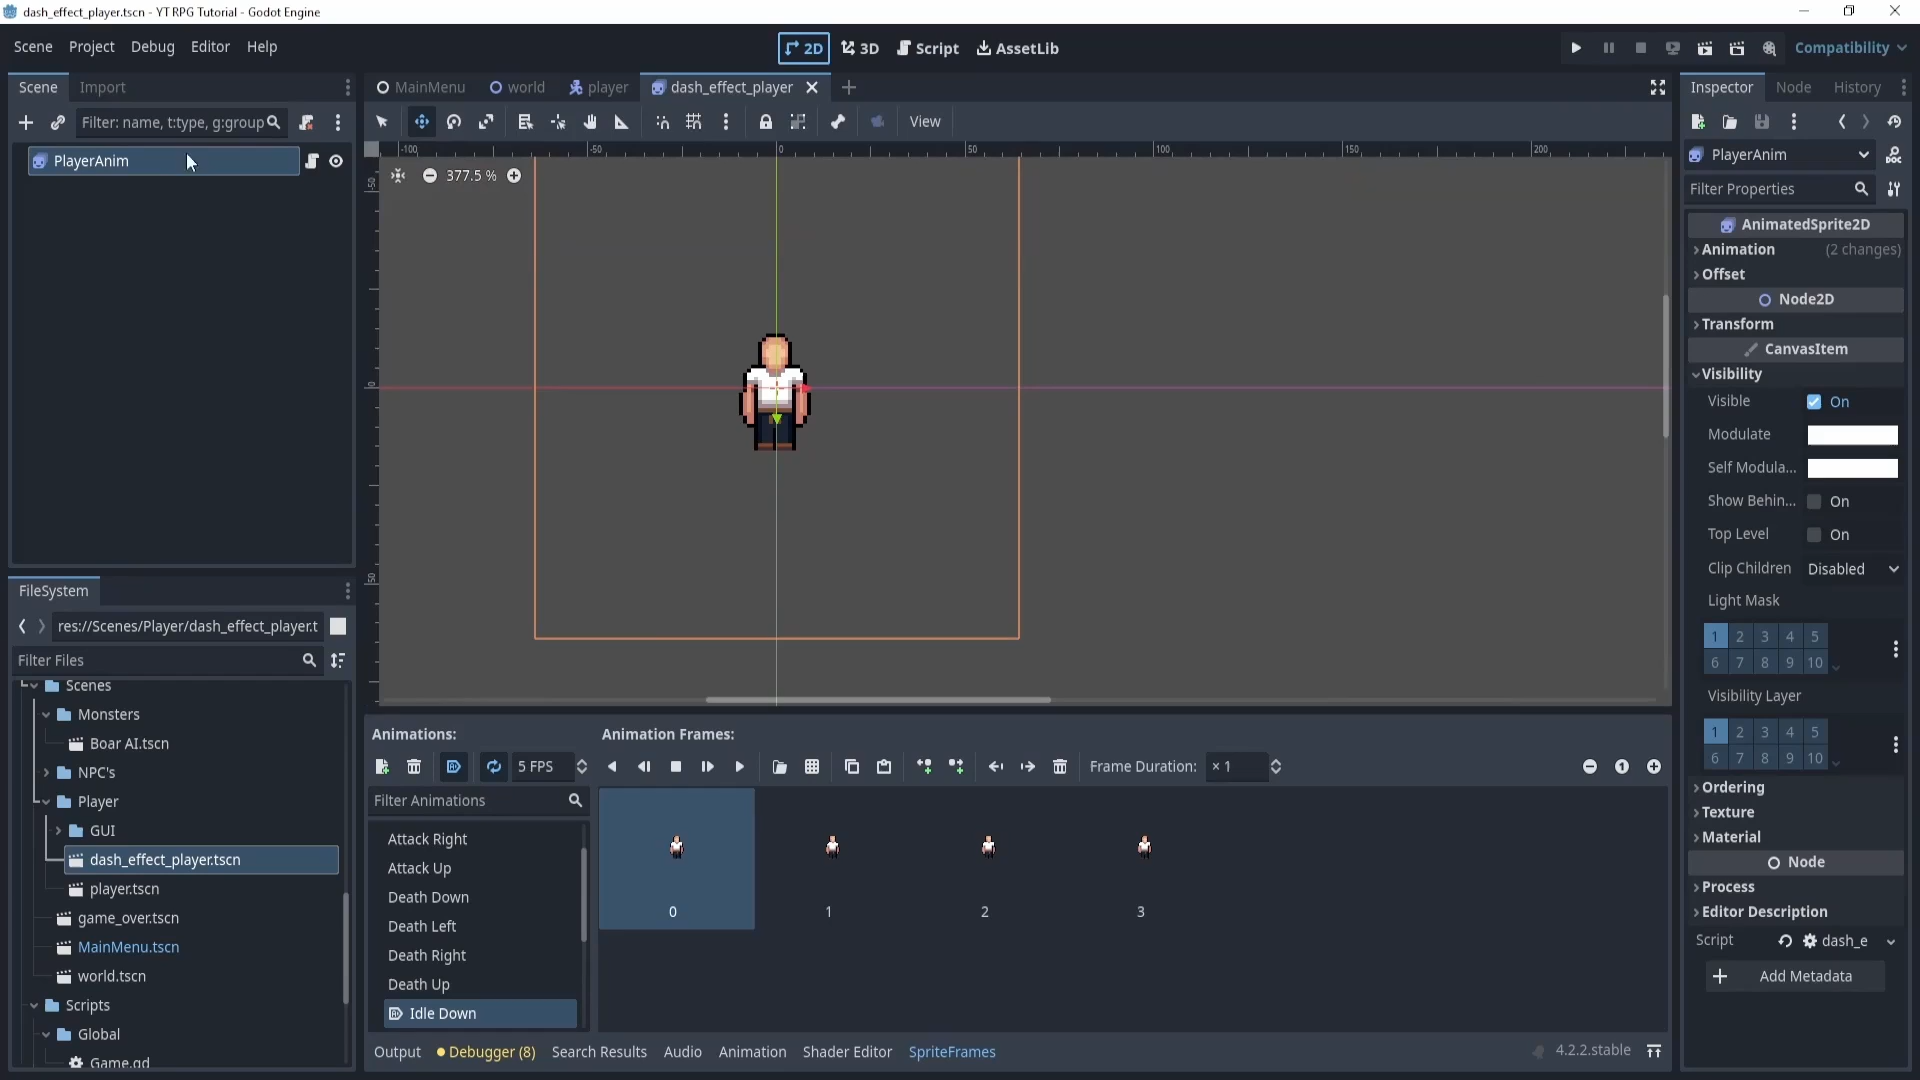 dash_effect_player.tscn - YT RPG Tutorial - Godot Engine
Scene Project Debug Editor Help
2D 3D Script AssetLib
Compatibility
Scene Import
MainMenu world player dash_effect_player
Inspector Node History
Filter: name, t:type, g:group
View
PlayerAnim
-100 -50 0 50 100 150 200
-50
0
50
377.5 %
PlayerAnim
Filter Properties
AnimatedSprite2D
Animation (2 changes)
Offset
Node2D
Transform
CanvasItem
Visibility
Visible On
Modulate
Self Modula...
Show Behin... On
Top Level On
Clip Children Disabled
Light Mask
1 2 3 4 5
6 7 8 9 10
Visibility Layer
1 2 3 4 5
6 7 8 9 10
Ordering
Texture
Material
Node
Process
Editor Description
Script dash_e
Add Metadata
FileSystem
res://Scenes/Player/dash_effect_player.t
Filter Files
Scenes
Monsters
Boar AI.tscn
NPC's
Player
GUI
dash_effect_player.tscn
player.tscn
game_over.tscn
MainMenu.tscn
world.tscn
Scripts
Global
Game.gd
Animations: Animation Frames:
5 FPS
Frame Duration: × 1
1
Filter Animations
Attack Right
Attack Up
Death Down
Death Left
Death Right
Death Up
Idle Down
0 1 2 3
Output Debugger (8) Search Results Audio Animation Shader Editor SpriteFrames
4.2.2.stable